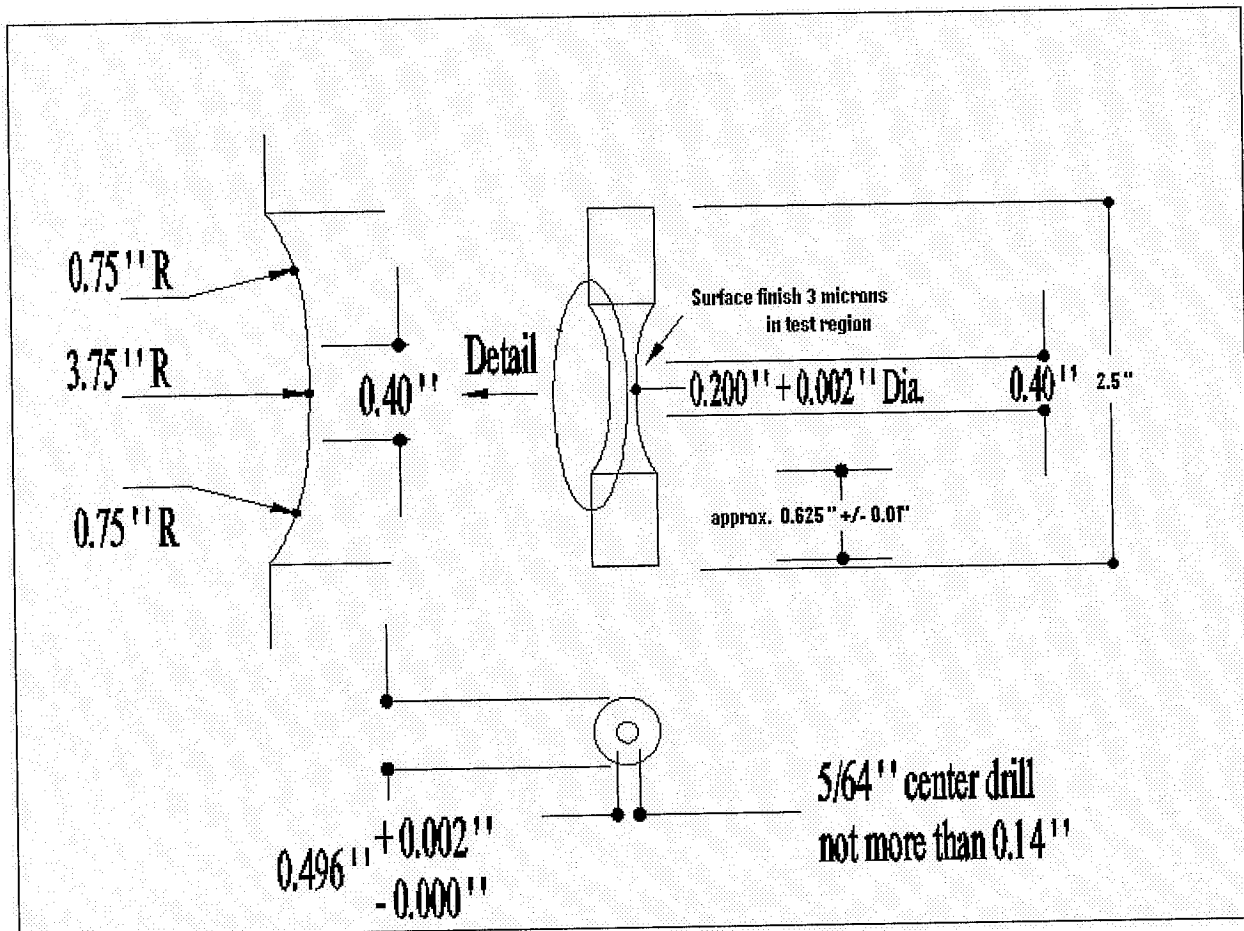 0.75'' R
3.75'' R
0.75'' R
0.40''
Detail
Surface finish 3 microns
in test region
0.200'' + 0.002'' Dia.
0.40''
2.5"
approx. 0.625" +/- 0.01"
0.496'' +0.002''
- 0.000''
5/64'' center drill
not more than 0.14''